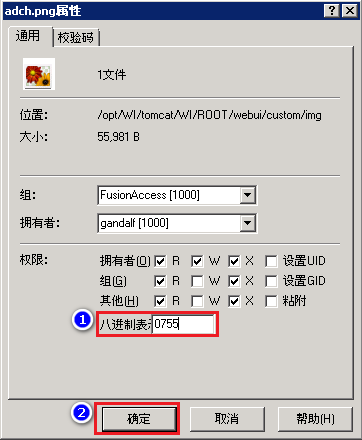 adch.png属性
通用 校验码
1文件
位置: /opt/WI/tomcat/WI/ROOT/webui/custom/img
大小: 55,981 B
组: FusionAccess [1000]
拥有者: gandalf [1000]
权限: 拥有者(O) R W X 设置UID
组(G) R W X 设置GID
其他(H) R W X 粘附
1 八进制表示 0755
2 确定 取消 帮助(H)